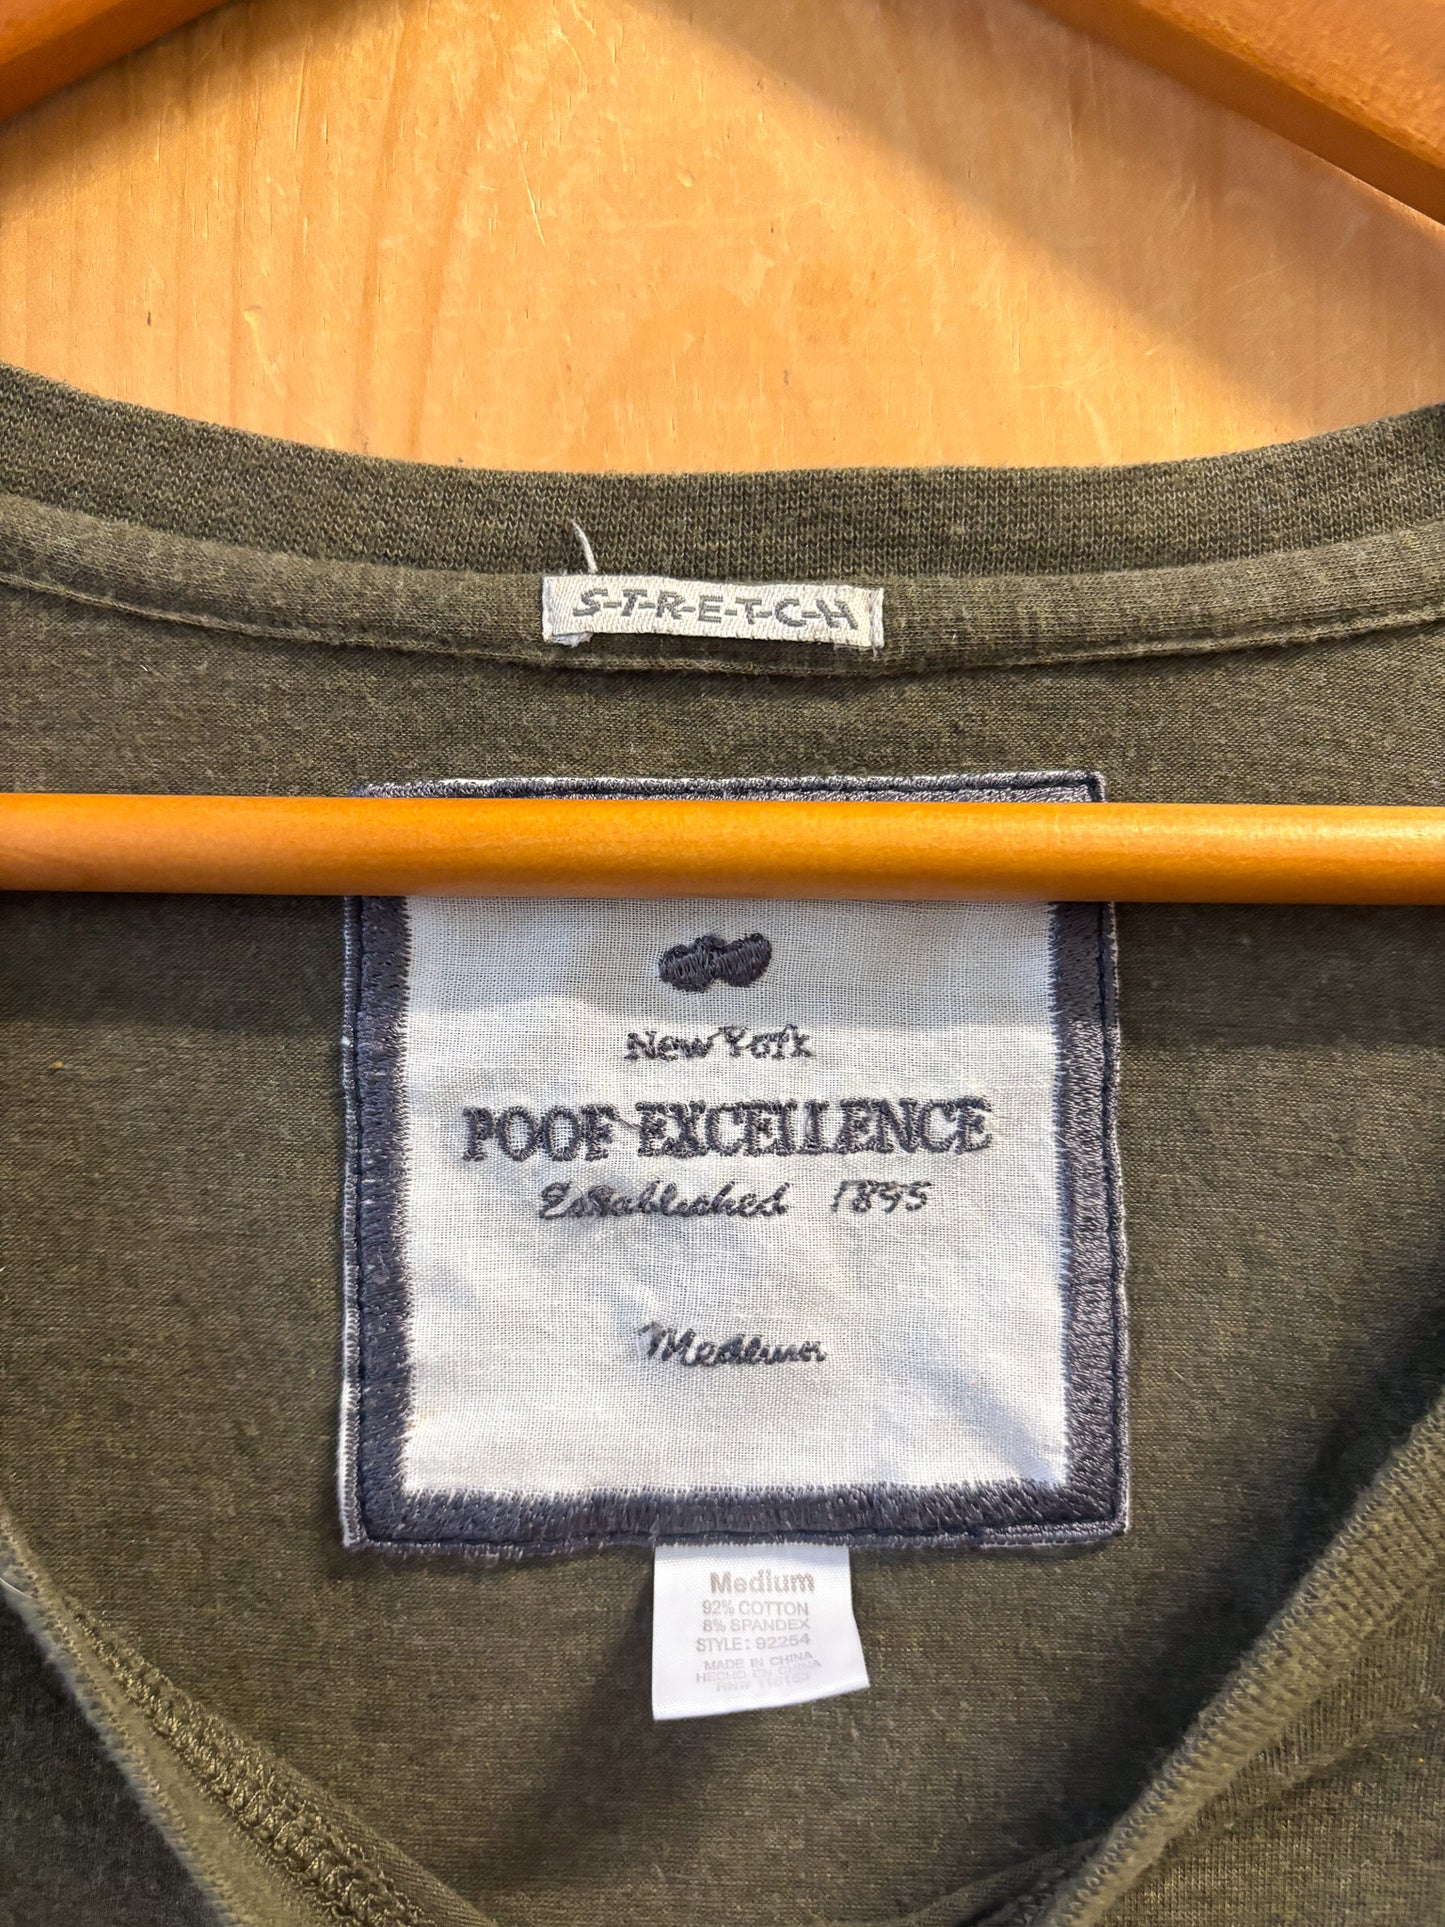 S-T-R-E-T-C-H
New York
POOF EXCELLENCE
Established 1895
Medium
Medium
92% COTTON
8% SPANDEX
STYLE: 92254
MADE IN CHINA
HECHO EN CHINA
RN#